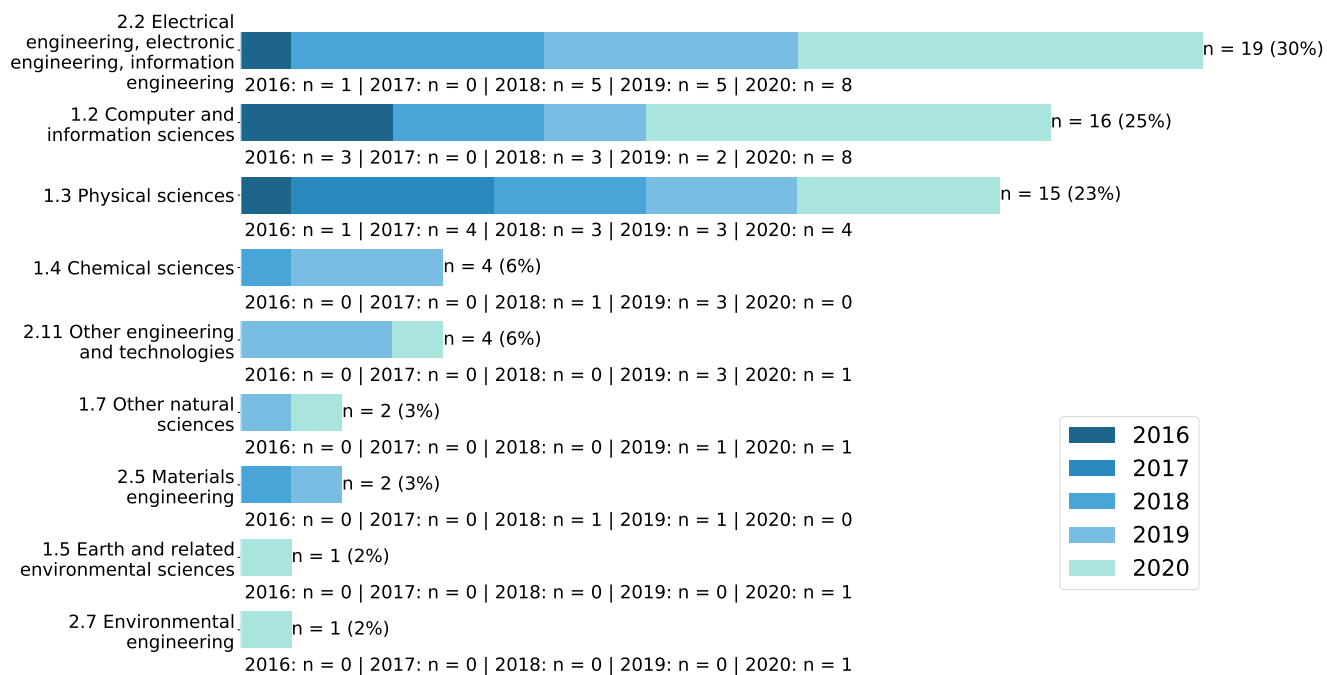 2.2 Electrical
engineering, electronic
engineering, information
engineering
n = 19 (30%)
2016: n = 1 | 2017: n = 0 | 2018: n = 5 | 2019: n = 5 | 2020: n = 8
1.2 Computer and
information sciences
n = 16 (25%)
2016: n = 3 | 2017: n = 0 | 2018: n = 3 | 2019: n = 2 | 2020: n = 8
1.3 Physical sciences
n = 15 (23%)
2016: n = 1 | 2017: n = 4 | 2018: n = 3 | 2019: n = 3 | 2020: n = 4
1.4 Chemical sciences
n = 4 (6%)
2016: n = 0 | 2017: n = 0 | 2018: n = 1 | 2019: n = 3 | 2020: n = 0
2.11 Other engineering
and technologies
n = 4 (6%)
2016: n = 0 | 2017: n = 0 | 2018: n = 0 | 2019: n = 3 | 2020: n = 1
1.7 Other natural
sciences
n = 2 (3%)
2016: n = 0 | 2017: n = 0 | 2018: n = 0 | 2019: n = 1 | 2020: n = 1
2.5 Materials
engineering
n = 2 (3%)
2016: n = 0 | 2017: n = 0 | 2018: n = 1 | 2019: n = 1 | 2020: n = 0
1.5 Earth and related
environmental sciences
n = 1 (2%)
2016: n = 0 | 2017: n = 0 | 2018: n = 0 | 2019: n = 0 | 2020: n = 1
2.7 Environmental
engineering
n = 1 (2%)
2016: n = 0 | 2017: n = 0 | 2018: n = 0 | 2019: n = 0 | 2020: n = 1
2016
2017
2018
2019
2020